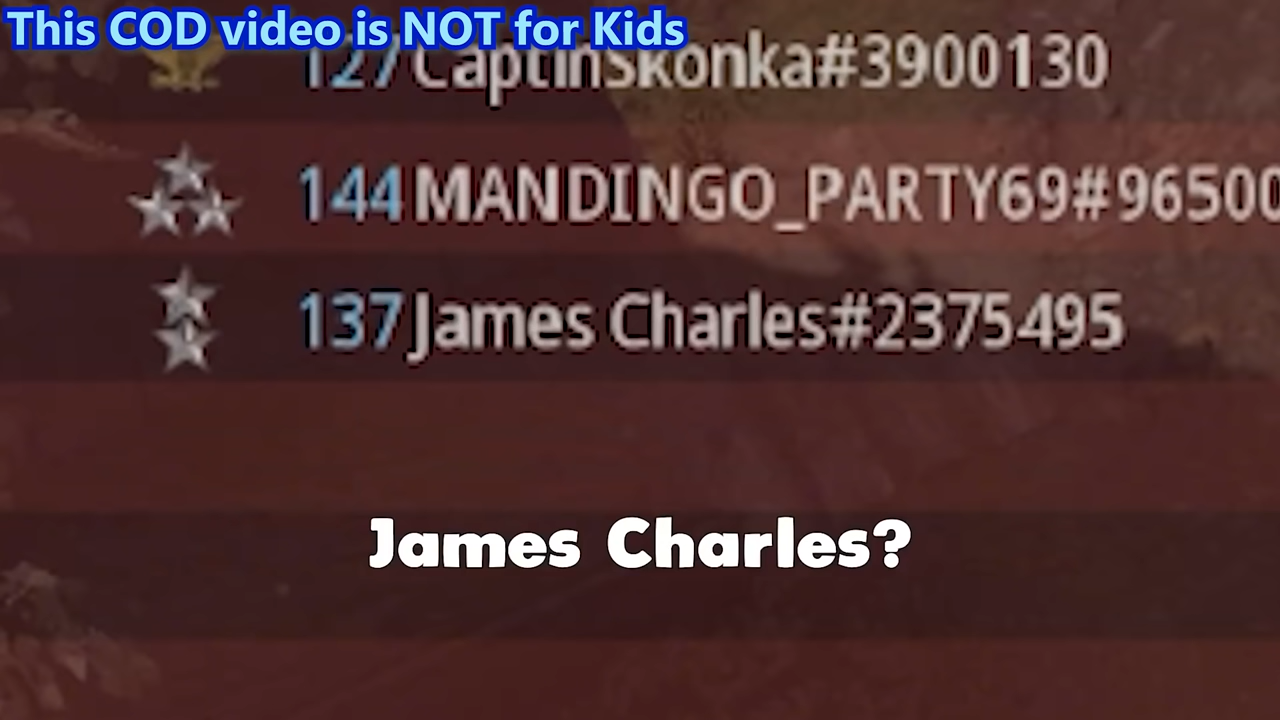 This COD video is NOT for Kids
127 CaptinSkonka#3900130
144 MANDINGO_PARTY69#96500
137 James Charles#2375495
James Charles?